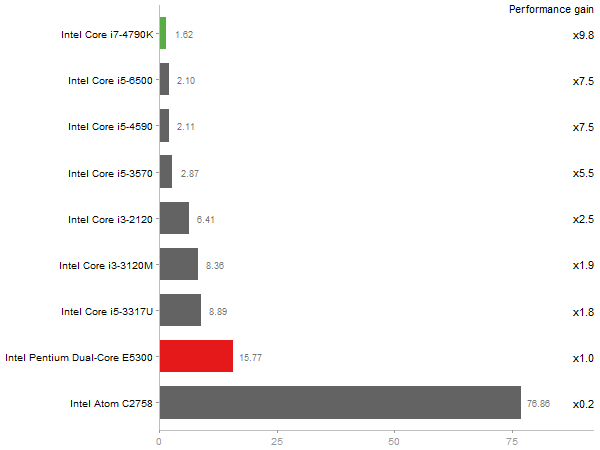 Performance gain
Intel Core i7-4790K 1.62 x9.8
Intel Core i5-6500 2.10 x7.5
Intel Core i5-4590 2.11 x7.5
Intel Core i5-3570 2.87 x5.5
Intel Core i3-2120 6.41 x2.5
Intel Core i3-3120M 8.36 x1.9
Intel Core i5-3317U 8.89 x1.8
Intel Pentium Dual-Core E5300 15.77 x1.0
Intel Atom C2758 76.86 x0.2
0 25 50 75